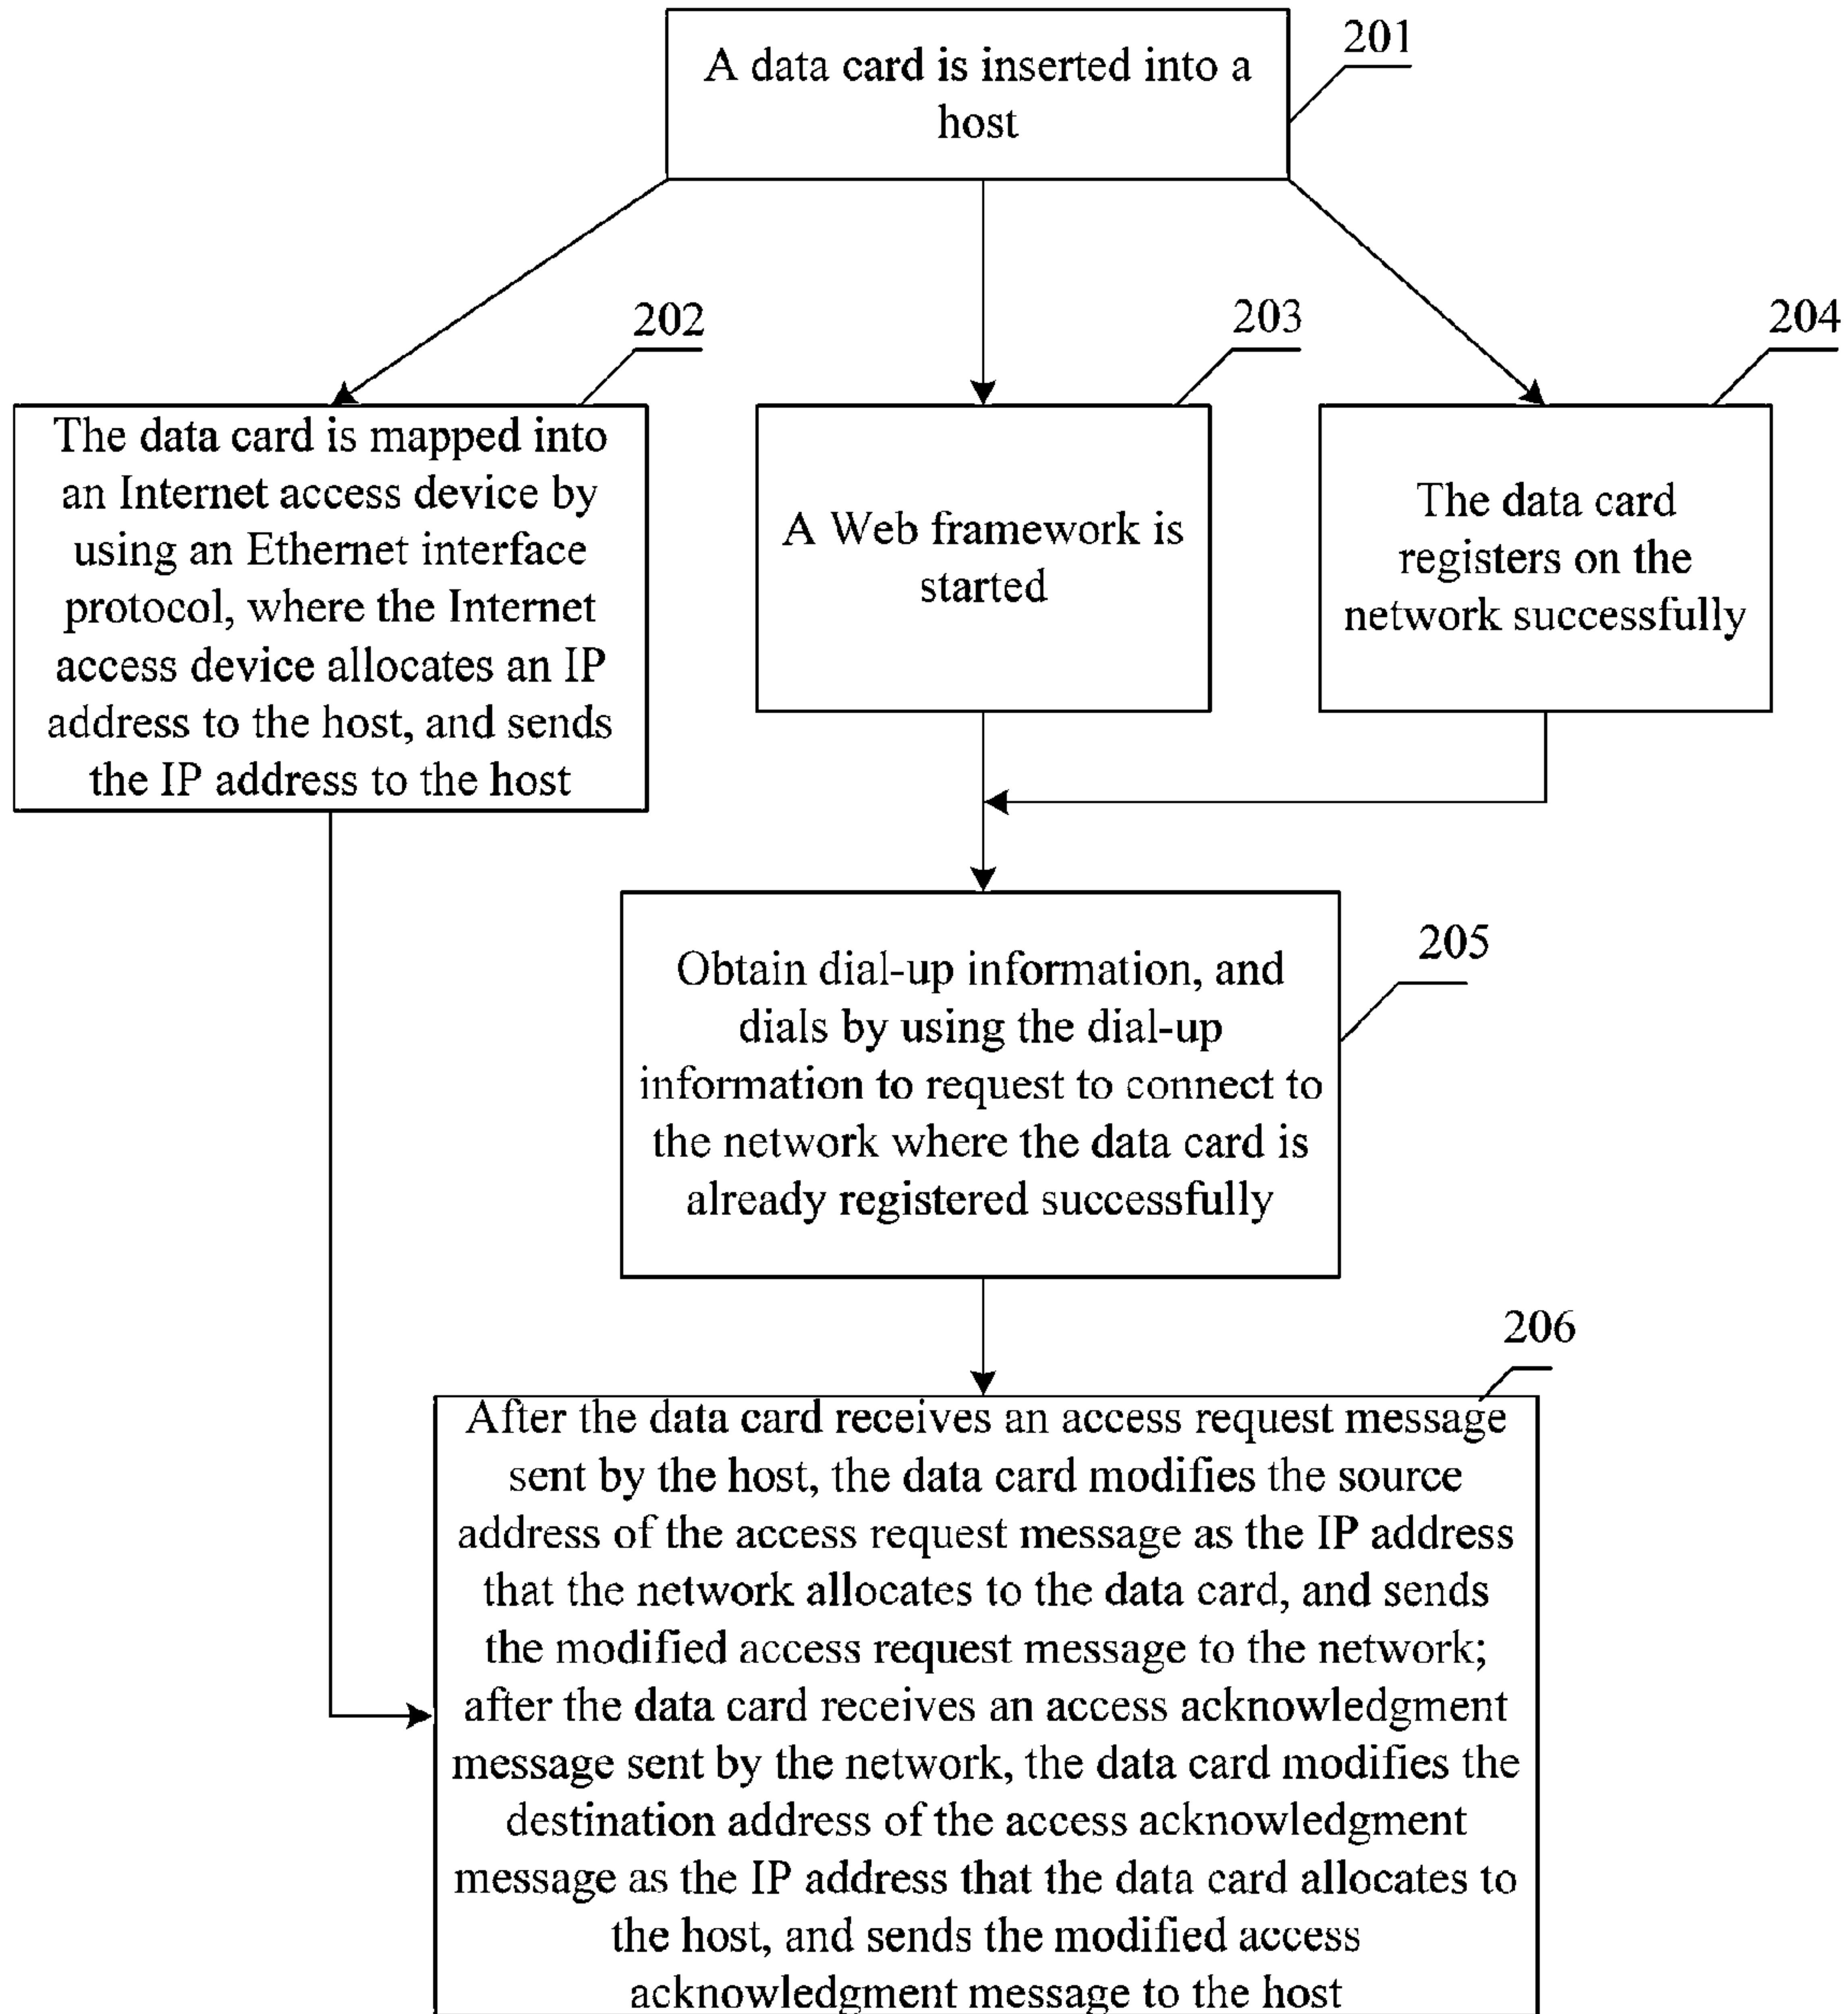 201
A data card is inserted into a
host
202
203
204
The data card is mapped into
an Internet access device by
using an Ethernet interface
protocol, where the Internet
access device allocates an IP
address to the host, and sends
the IP address to the host
A Web framework is
started
The data card
registers on the
network successfully
205
Obtain dial-up information, and
dials by using the dial-up
information to request to connect to
the network where the data card is
already registered successfully
206
After the data card receives an access request message
sent by the host, the data card modifies the source
address of the access request message as the IP address
that the network allocates to the data card, and sends
the modified access request message to the network;
after the data card receives an access acknowledgment
message sent by the network, the data card modifies the
destination address of the access acknowledgment
message as the IP address that the data card allocates to
the host, and sends the modified access
acknowledgment message to the host